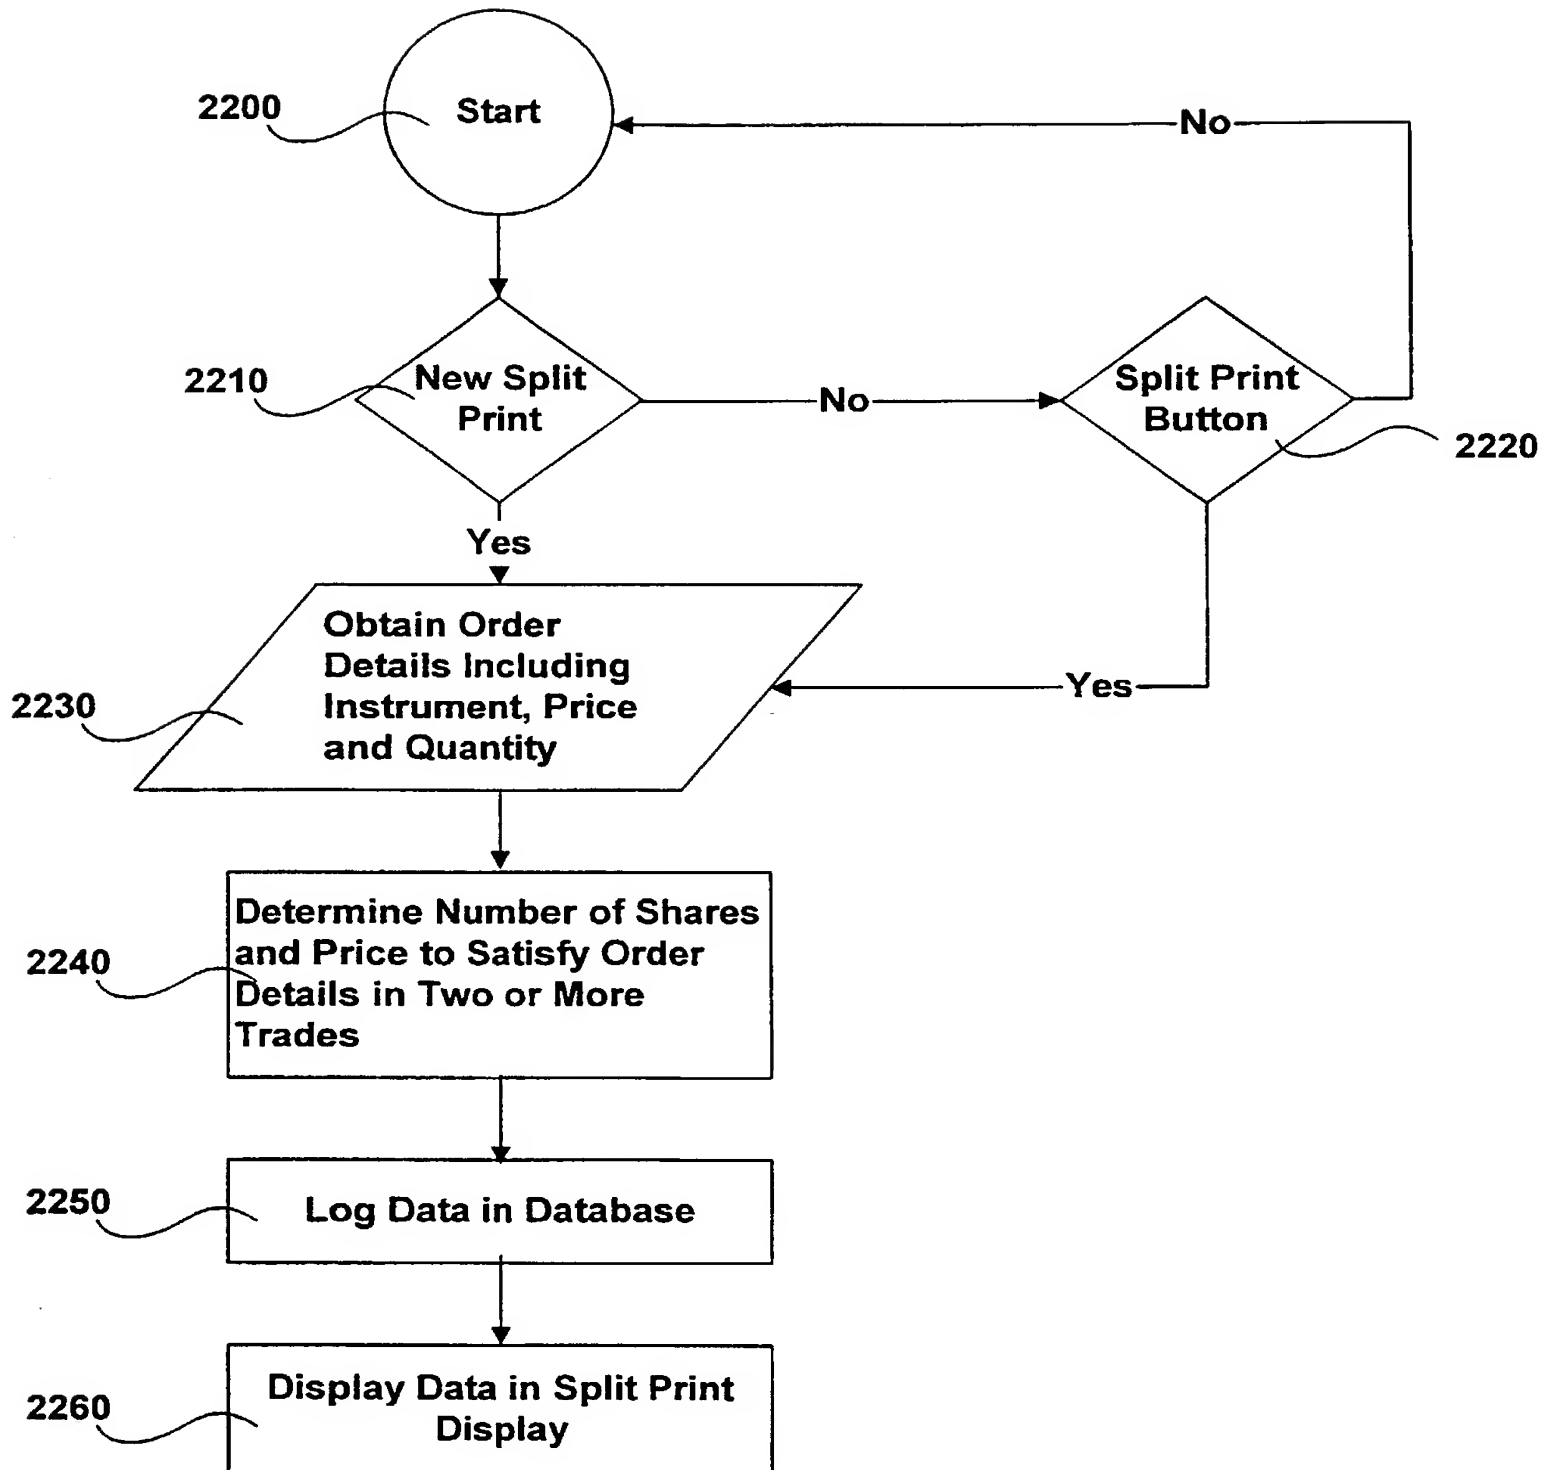 2200
Start
No
2210
New Split
Print
No
Split Print
Button
2220
Yes
2230
Obtain Order
Details Including
Instrument, Price
and Quantity
Yes
2240
Determine Number of Shares
and Price to Satisfy Order
Details in Two or More
Trades
2250
Log Data in Database
2260
Display Data in Split Print
Display